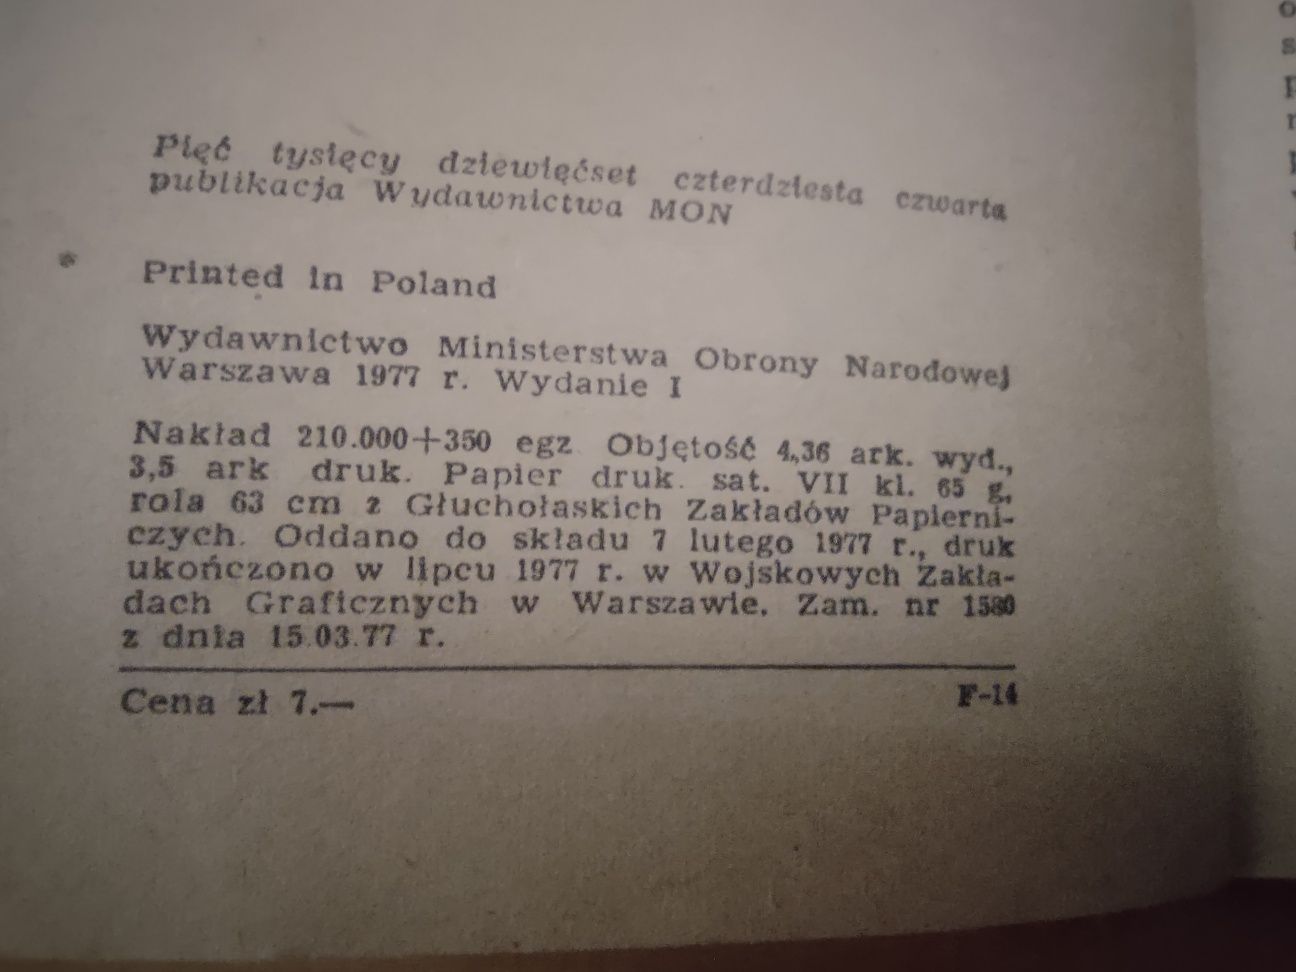 Pięć tysięcy dziewięćset czterdziesta czwarta
publikacja Wydawnictwa MON
Printed in Poland
Wydawnictwo Ministerstwa Obrony Narodowej
Warszawa 1977 r. Wydanie I
Nakład 210.000+350 egz Objętość 4,36 ark. wyd.,
3,5 ark druk. Papier druk. sat. VII kl. 65 g,
rola 63 cm z Głuchołaskich Zakładów Papierni-
czych. Oddano do składu 7 lutego 1977 r., druk
ukończono w lipcu 1977 r. w Wojskowych Zakła-
dach Graficznych w Warszawie. Zam. nr 1580
z dnia 15.03.77 r.
Cena zł 7.— F-14